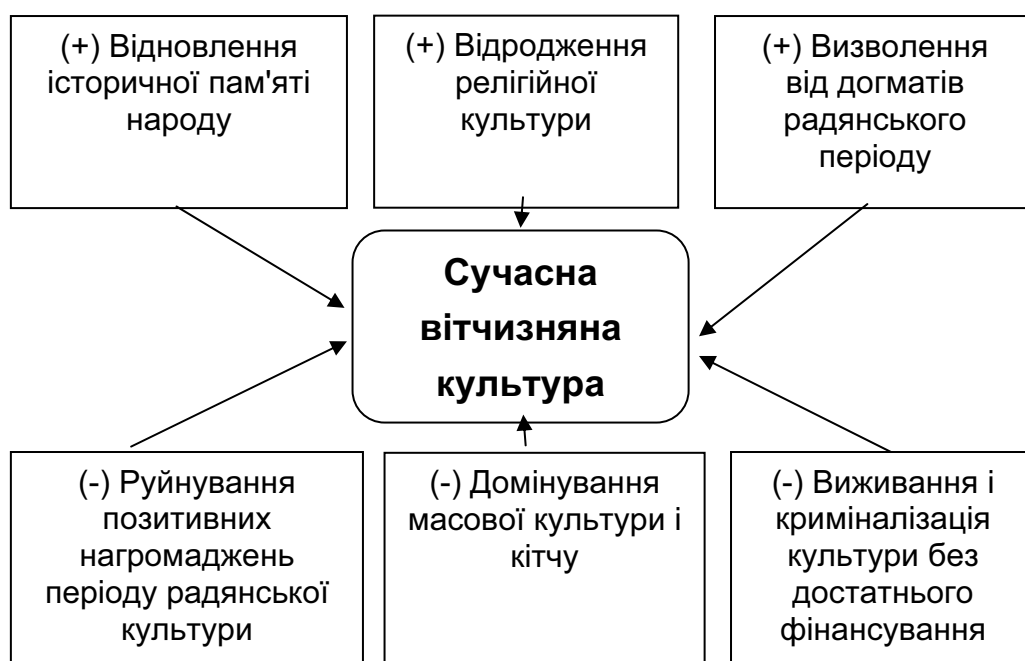 (+) Відновлення
історичної пам'яті
народу
(+) Відродження
релігійної
культури
(+) Визволення
від догматів
радянського
періоду
Сучасна
вітчизняна
культура
(-) Руйнування
позитивних
нагромаджень
періоду радянської
культури
(-) Домінування
масової культури і
кітчу
(-) Виживання і
криміналізація
культури без
достатнього
фінансування